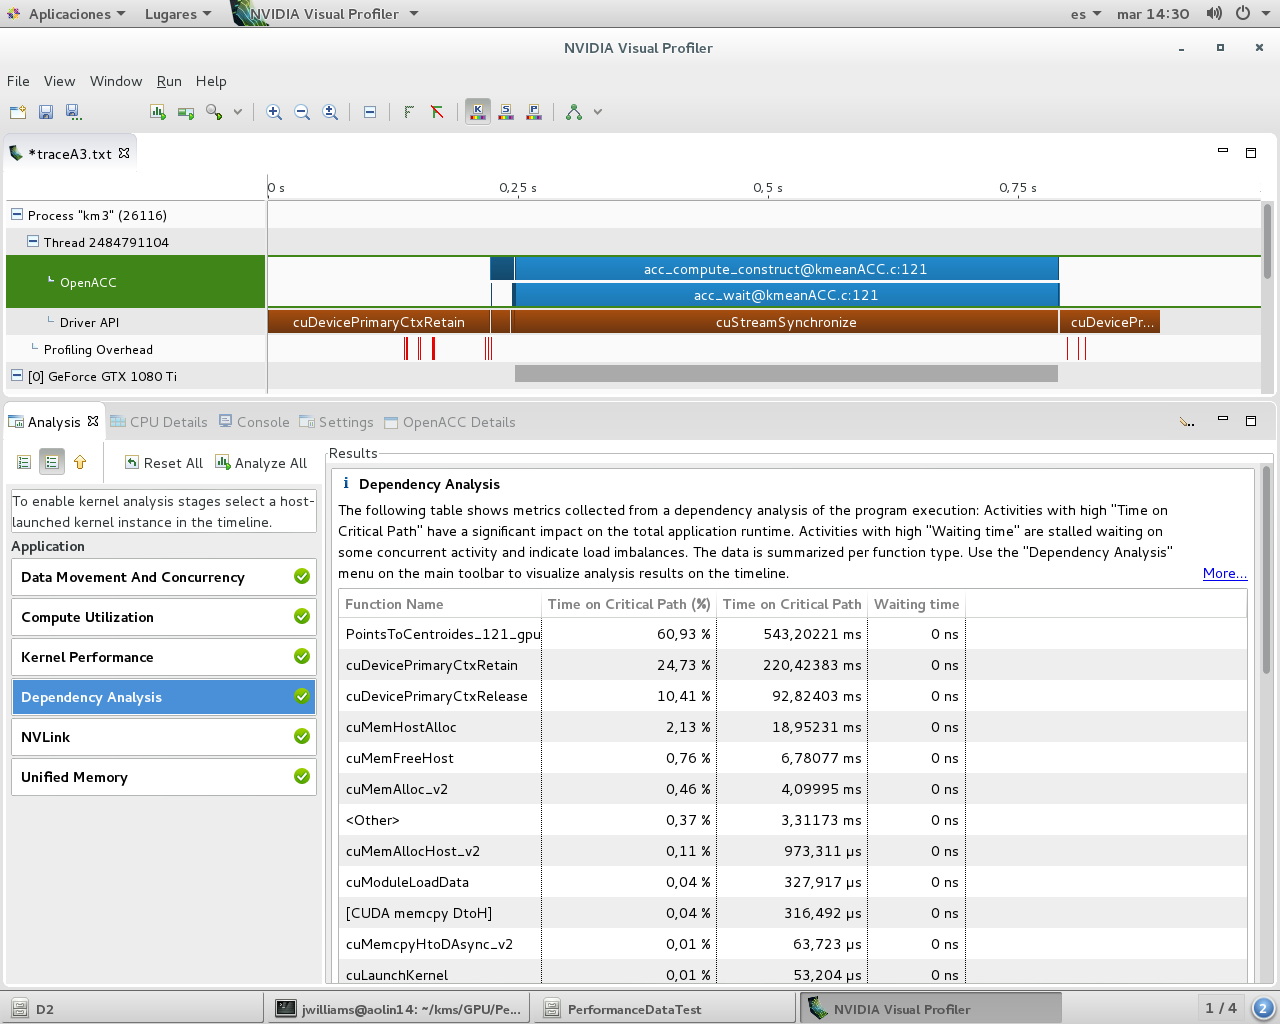 Aplicaciones Lugares NVIDIA Visual Profiler es mar 14:30
NVIDIA Visual Profiler
File View Window Run Help
K S P
*traceA3.txt
0 s 0,25 s 0,5 s 0,75 s
Process "km3" (26116)
Thread 2484791104
OpenACC
acc_compute_construct@kmeanACC.c:121
acc_wait@kmeanACC.c:121
Driver API cuDevicePrimaryCtxRetain cuStreamSynchronize cuDevicePr...
Profiling Overhead
[0] GeForce GTX 1080 Ti
Analysis CPU Details Console Settings OpenACC Details
Reset All Analyze All
To enable kernel analysis stages select a host-
launched kernel instance in the timeline.
Application
Data Movement And Concurrency
Compute Utilization
Kernel Performance
Dependency Analysis
NVLink
Unified Memory
Results
Dependency Analysis
The following table shows metrics collected from a dependency analysis of the program execution: Activities with high "Time on
Critical Path" have a significant impact on the total application runtime. Activities with high "Waiting time" are stalled waiting on
some concurrent activity and indicate load imbalances. The data is summarized per function type. Use the "Dependency Analysis"
menu on the main toolbar to visualize analysis results on the timeline. More...
Function Name Time on Critical Path (%) Time on Critical Path Waiting time
PointsToCentroides_121_gpu 60,93 % 543,20221 ms 0 ns
cuDevicePrimaryCtxRetain 24,73 % 220,42383 ms 0 ns
cuDevicePrimaryCtxRelease 10,41 % 92,82403 ms 0 ns
cuMemHostAlloc 2,13 % 18,95231 ms 0 ns
cuMemFreeHost 0,76 % 6,78077 ms 0 ns
cuMemAlloc_v2 0,46 % 4,09995 ms 0 ns
<Other> 0,37 % 3,31173 ms 0 ns
cuMemAllocHost_v2 0,11 % 973,311 µs 0 ns
cuModuleLoadData 0,04 % 327,917 µs 0 ns
[CUDA memcpy DtoH] 0,04 % 316,492 µs 0 ns
cuMemcpyHtoDAsync_v2 0,01 % 63,723 µs 0 ns
cuLaunchKernel 0,01 % 53,204 µs 0 ns
D2 jwilliams@aolin14: ~/kms/GPU/Pe... PerformanceDataTest NVIDIA Visual Profiler 1 / 4 2